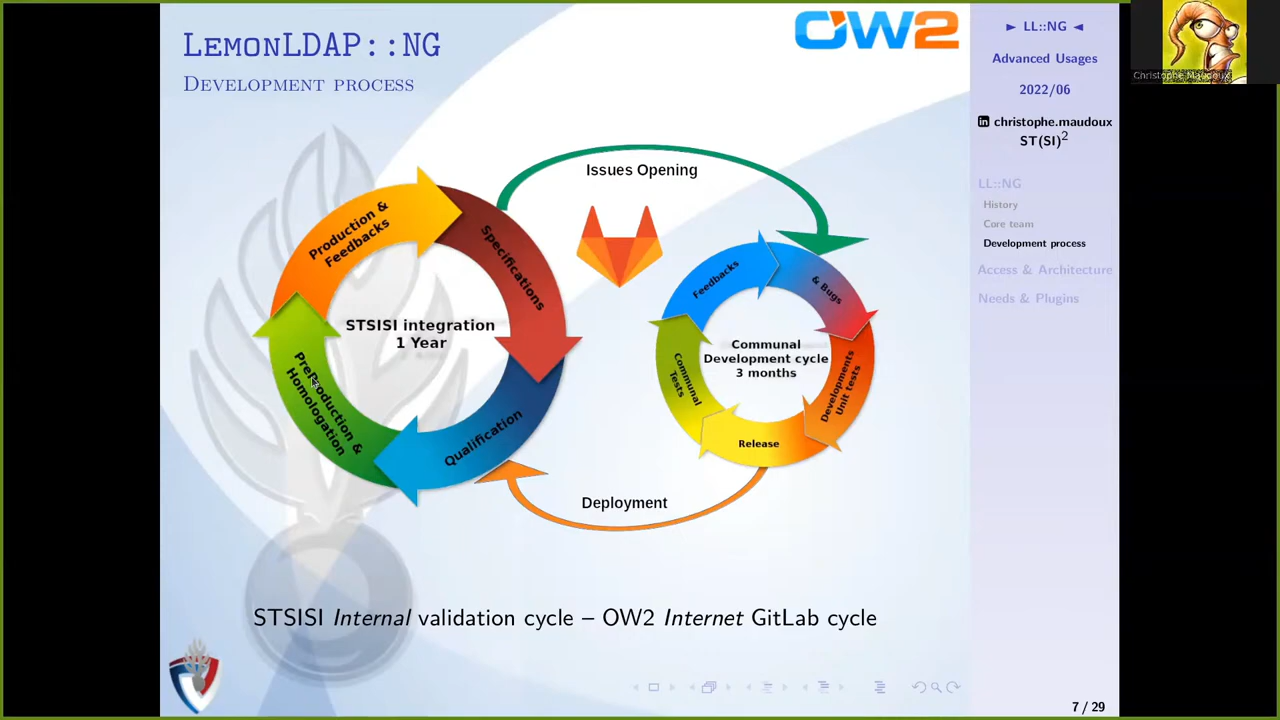 LEMONLDAP::NG
DEVELOPMENT PROCESS
OW2
Issues Opening
Production &
Feedbacks
Specifications
STSISI integration
1 Year
PreProduction &
Homologation
Qualification
Feedbacks
& Bugs
Communal
Development cycle
3 months
Communal
Tests
Developments
Unit tests
Release
Deployment
STSISI Internal validation cycle – OW2 Internet GitLab cycle
► LL::NG ◄
Advanced Usages
2022/06
in christophe.maudoux
ST(SI)²
LL::NG
History
Core team
Development process
Access & Architecture
Needs & Plugins
7 / 29
Christophe Maudoux